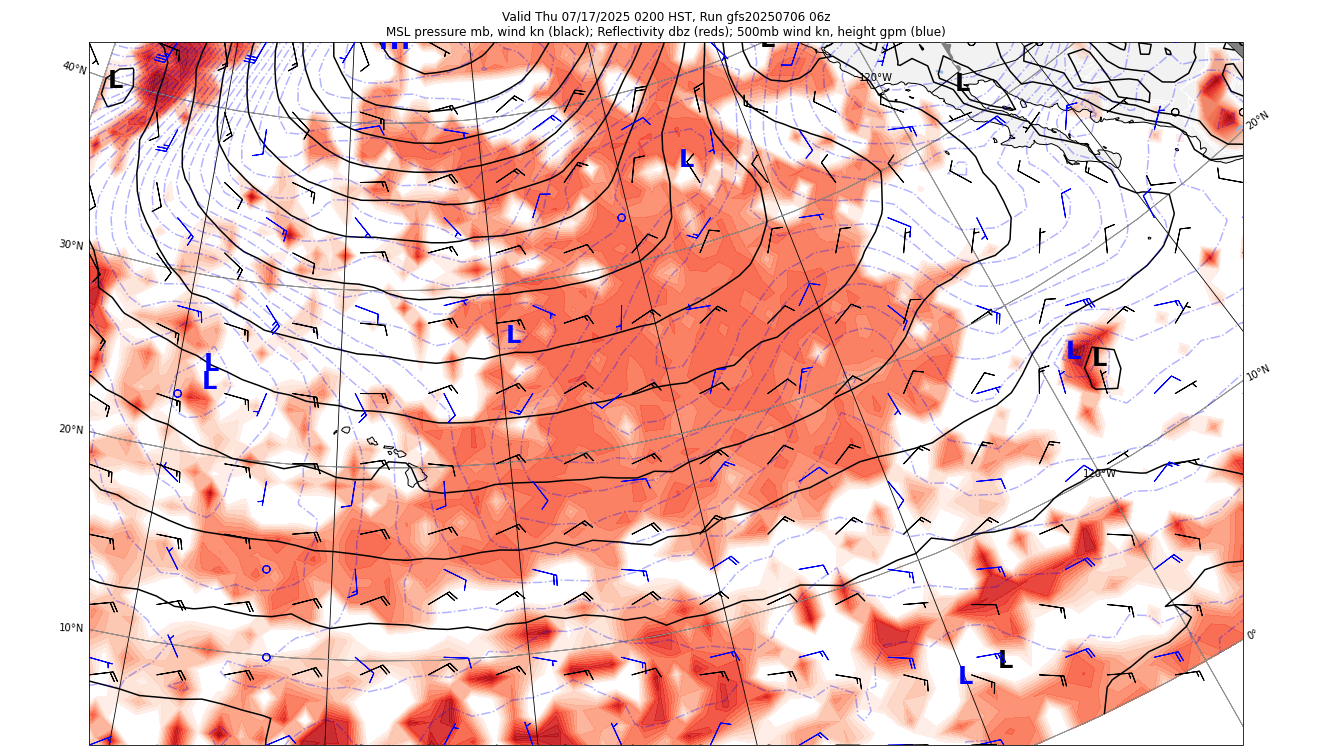 Valid Thu 07/17/2025 0200 HST, Run gfs20250706 06z
MSL pressure mb, wind kn (black); Reflectivity dbz (reds); 500mb wind kn, height gpm (blue)
L
40°N
L
120°W
L
20°N
L
30°N
L
L
L
L
L
L
10°N
20°N
110°W
10°N
L
L
0°